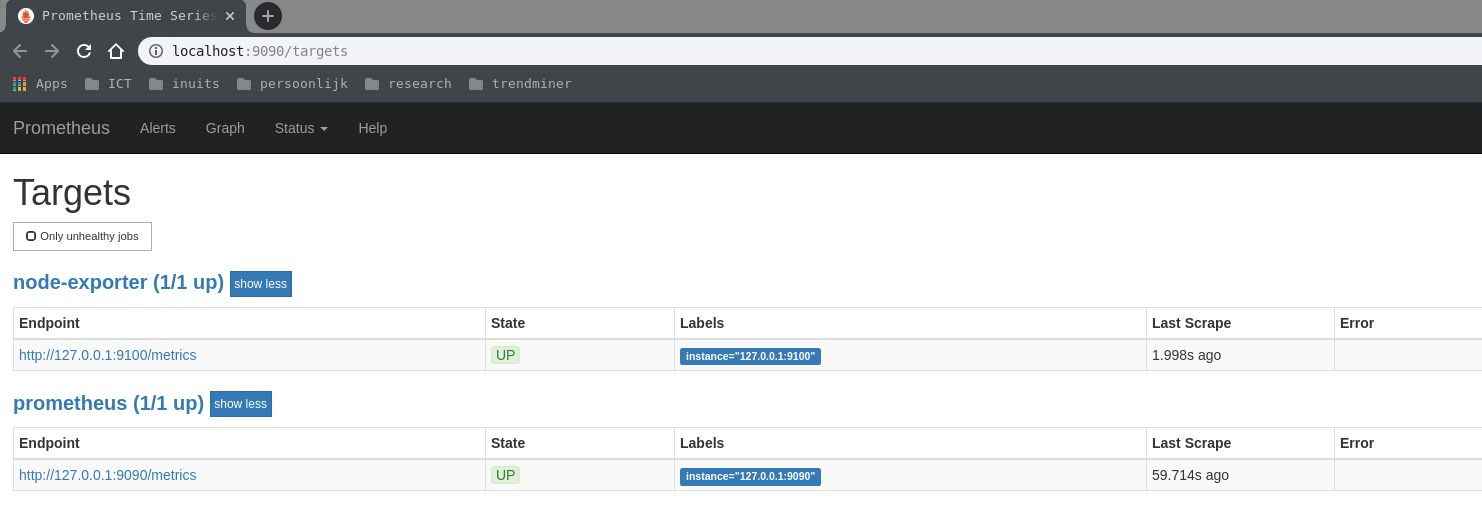 Prometheus Time Series
localhost:9090/targets
Apps ICT inuits persoonlijk research trendminer
Prometheus Alerts Graph Status Help
Targets
Only unhealthy jobs
node-exporter (1/1 up) show less
Endpoint State Labels Last Scrape Error
http://127.0.0.1:9100/metrics UP instance="127.0.0.1:9100" 1.998s ago
prometheus (1/1 up) show less
Endpoint State Labels Last Scrape Error
http://127.0.0.1:9090/metrics UP instance="127.0.0.1:9090" 59.714s ago